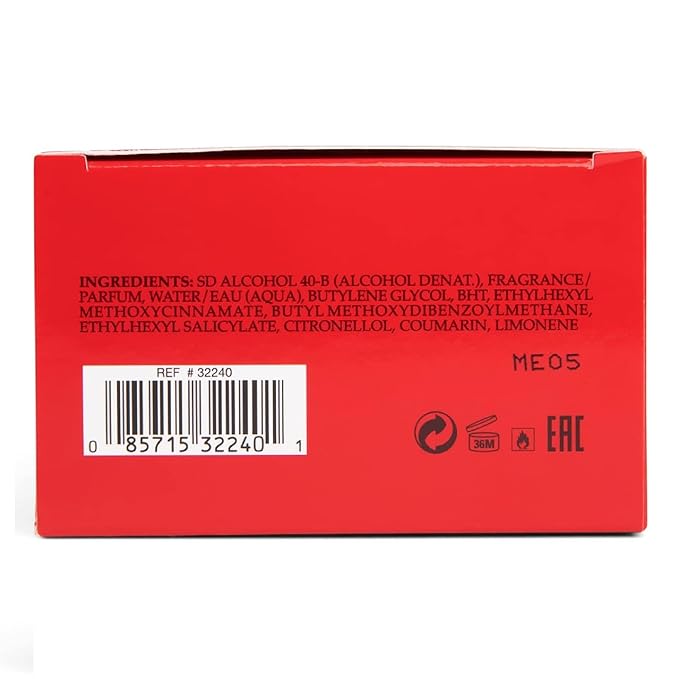 INGREDIENTS: SD ALCOHOL 40-B (ALCOHOL DENAT.), FRAGRANCE/
PARFUM, WATER/EAU (AQUA), BUTYLENE GLYCOL, BHT, ETHYLHEXYL
METHOXYCINNAMATE, BUTYL METHOXYDIBENZOYLMETHANE,
ETHYLHEXYL SALICYLATE, CITRONELLOL, COUMARIN, LIMONENE
ME05
REF # 32240
0 85715 32240 1
36M
EAC